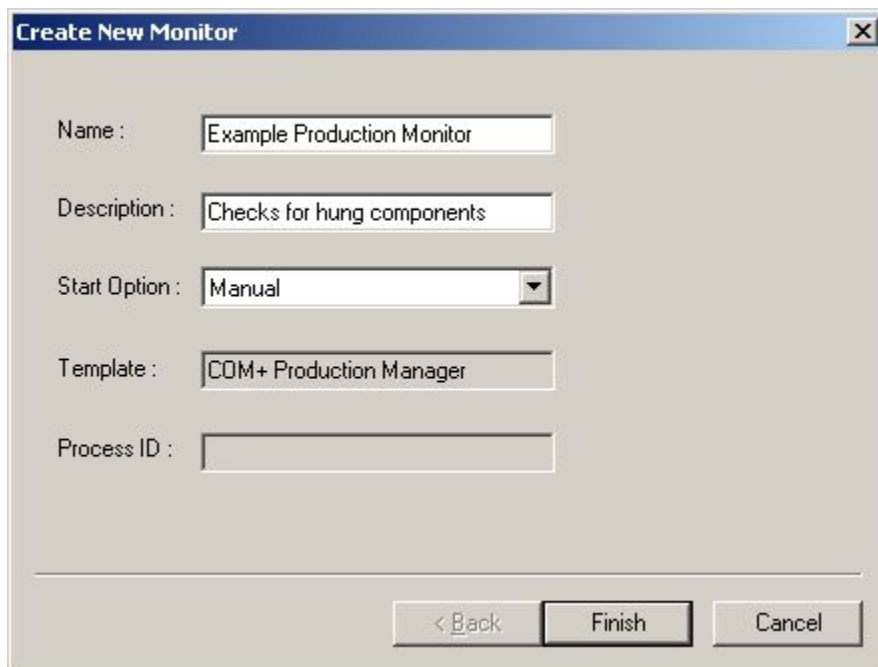 Create New Monitor
Name : Example Production Monitor
Description : Checks for hung components
Start Option : Manual
Template : COM+ Production Manager
Process ID :
< Back Finish Cancel